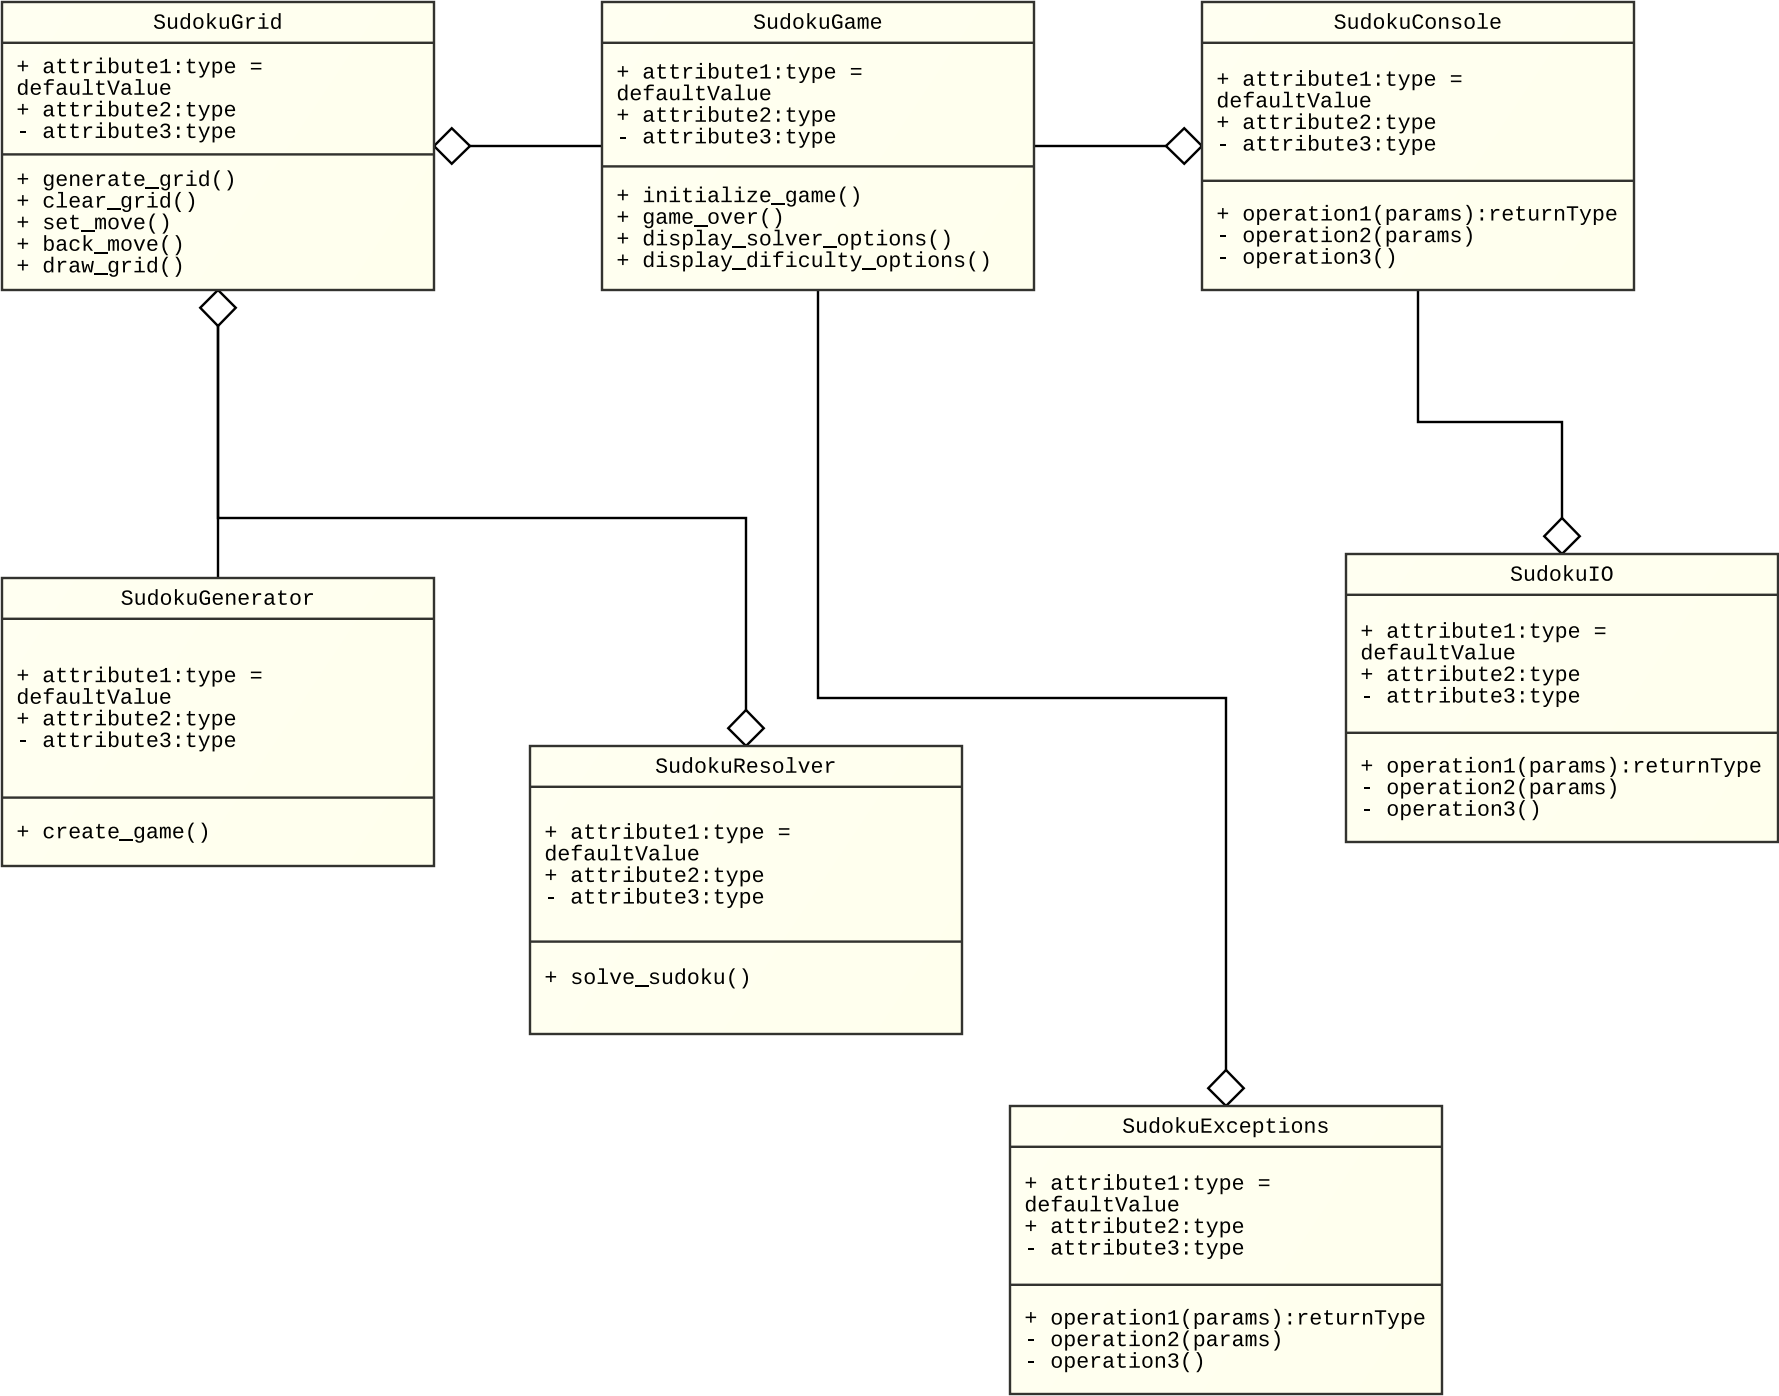 SudokuGrid
+ attribute1:type =
defaultValue
+ attribute2:type
- attribute3:type
+ generate_grid()
+ clear_grid()
+ set_move()
+ back_move()
+ draw_grid()
SudokuGame
+ attribute1:type =
defaultValue
+ attribute2:type
- attribute3:type
+ initialize_game()
+ game_over()
+ display_solver_options()
+ display_dificulty_options()
SudokuConsole
+ attribute1:type =
defaultValue
+ attribute2:type
- attribute3:type
+ operation1(params):returnType
- operation2(params)
- operation3()
SudokuGenerator
+ attribute1:type =
defaultValue
+ attribute2:type
- attribute3:type
+ create_game()
SudokuResolver
+ attribute1:type =
defaultValue
+ attribute2:type
- attribute3:type
+ solve_sudoku()
SudokuIO
+ attribute1:type =
defaultValue
+ attribute2:type
- attribute3:type
+ operation1(params):returnType
- operation2(params)
- operation3()
SudokuExceptions
+ attribute1:type =
defaultValue
+ attribute2:type
- attribute3:type
+ operation1(params):returnType
- operation2(params)
- operation3()